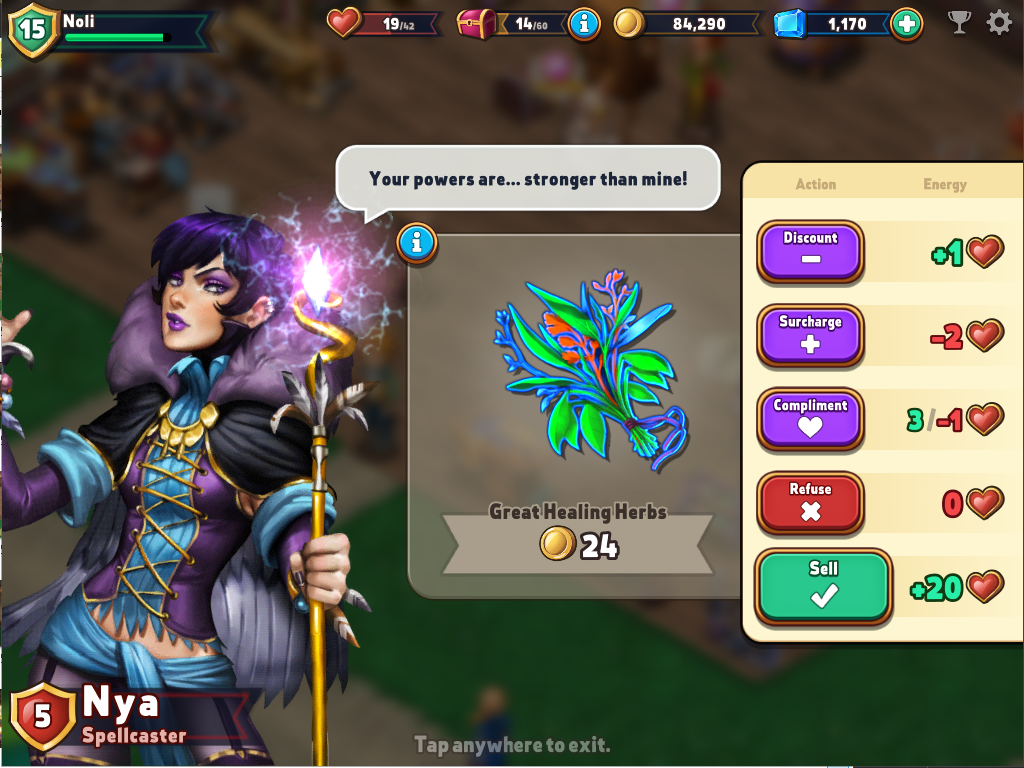 15
Noli
19/42
14/60
i
84,290
1,170
Your powers are... stronger than mine!
i
Action Energy
Discount
+1
Surcharge
-2
Compliment
3/-1
Refuse
0
Sell
+20
Great Healing Herbs
24
5
Nya
Spellcaster
Tap anywhere to exit.